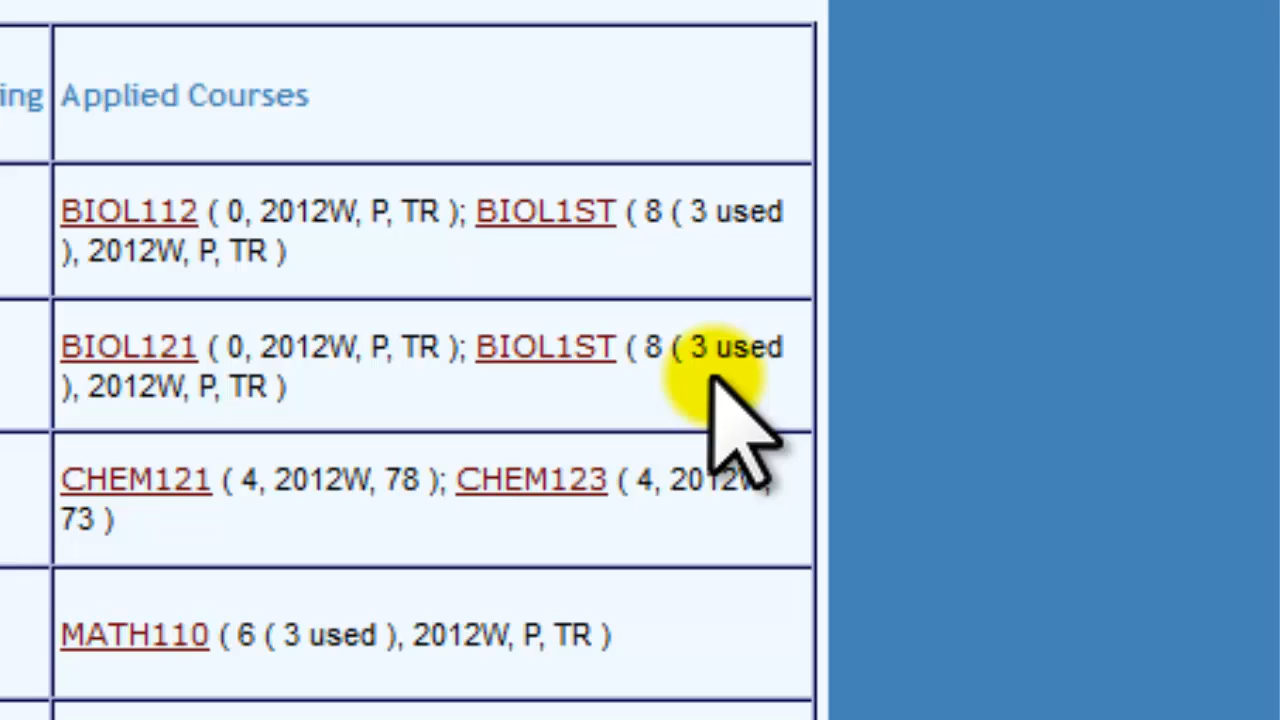 ing Applied Courses
BIOL112 ( 0, 2012W, P, TR ); BIOL1ST ( 8 ( 3 used
), 2012W, P, TR )
BIOL121 ( 0, 2012W, P, TR ); BIOL1ST ( 8 ( 3 used
), 2012W, P, TR )
CHEM121 ( 4, 2012W, 78 ); CHEM123 ( 4, 2012W,
73 )
MATH110 ( 6 ( 3 used ), 2012W, P, TR )